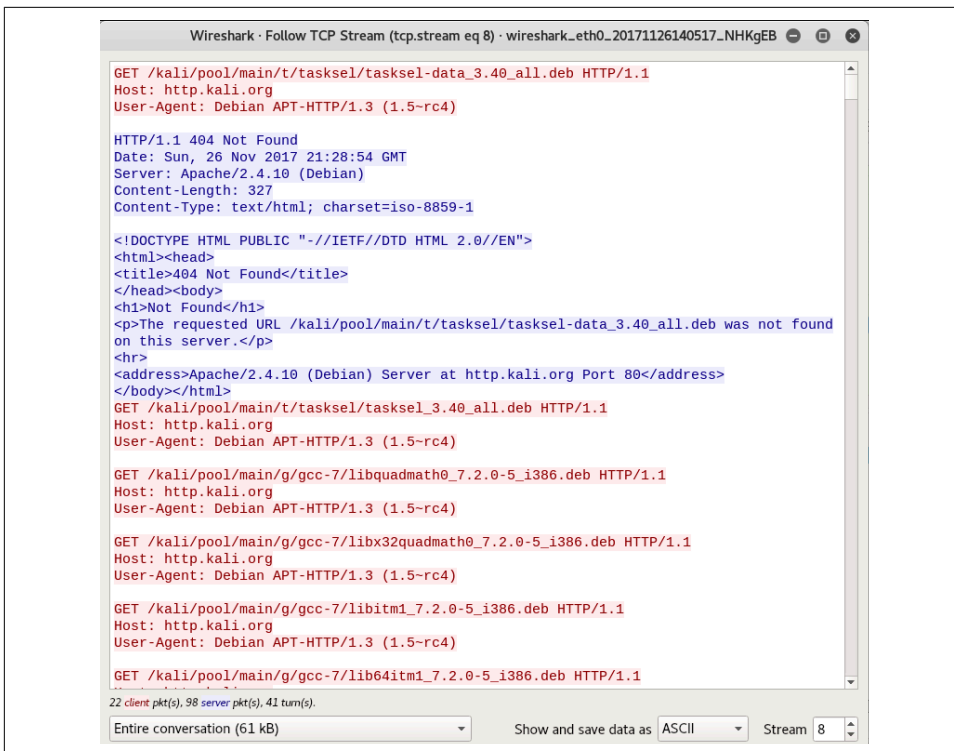 Wireshark · Follow TCP Stream (tcp.stream eq 8) · wireshark_eth0_20171126140517_NHKgEB
GET /kali/pool/main/t/tasksel/tasksel-data_3.40_all.deb HTTP/1.1
Host: http.kali.org
User-Agent: Debian APT-HTTP/1.3 (1.5~rc4)
HTTP/1.1 404 Not Found
Date: Sun, 26 Nov 2017 21:28:54 GMT
Server: Apache/2.4.10 (Debian)
Content-Length: 327
Content-Type: text/html; charset=iso-8859-1
<!DOCTYPE HTML PUBLIC "-//IETF//DTD HTML 2.0//EN">
<html><head>
<title>404 Not Found</title>
</head><body>
<h1>Not Found</h1>
<p>The requested URL /kali/pool/main/t/tasksel/tasksel-data_3.40_all.deb was not found
on this server.</p>
<hr>
<address>Apache/2.4.10 (Debian) Server at http.kali.org Port 80</address>
</body></html>
GET /kali/pool/main/t/tasksel/tasksel_3.40_all.deb HTTP/1.1
Host: http.kali.org
User-Agent: Debian APT-HTTP/1.3 (1.5~rc4)
GET /kali/pool/main/g/gcc-7/libquadmath0_7.2.0-5_i386.deb HTTP/1.1
Host: http.kali.org
User-Agent: Debian APT-HTTP/1.3 (1.5~rc4)
GET /kali/pool/main/g/gcc-7/libx32quadmath0_7.2.0-5_i386.deb HTTP/1.1
Host: http.kali.org
User-Agent: Debian APT-HTTP/1.3 (1.5~rc4)
GET /kali/pool/main/g/gcc-7/libitm1_7.2.0-5_i386.deb HTTP/1.1
Host: http.kali.org
User-Agent: Debian APT-HTTP/1.3 (1.5~rc4)
GET /kali/pool/main/g/gcc-7/lib64itm1_7.2.0-5_i386.deb HTTP/1.1
22 client pkt(s), 98 server pkt(s), 41 turn(s).
Entire conversation (61 kB)
Show and save data as ASCII
Stream 8